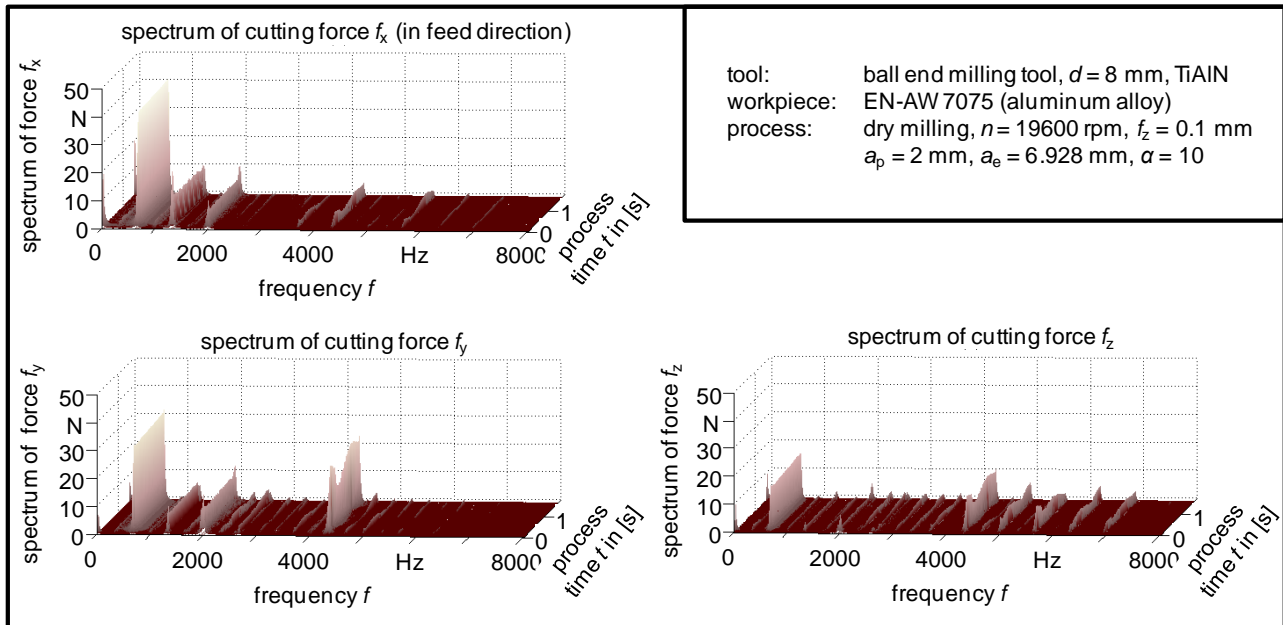 spectrum of cutting force fx (in feed direction)
spectrum of force fx
50
N
30
20
10
0
0
2000
4000
Hz
8000
frequency f
0
1
process
time t in [s]
tool: ball end milling tool, d = 8 mm, TiAlN
workpiece: EN-AW 7075 (aluminum alloy)
process: dry milling, n = 19600 rpm, fz = 0.1 mm
ap = 2 mm, ae = 6.928 mm, α = 10
spectrum of cutting force fy
spectrum of force fy
50
N
30
20
10
0
0
2000
4000
Hz
8000
frequency f
0
1
process
time t in [s]
spectrum of cutting force fz
spectrum of force fz
50
N
30
20
10
0
0
2000
4000
Hz
8000
frequency f
0
1
process
time t in [s]